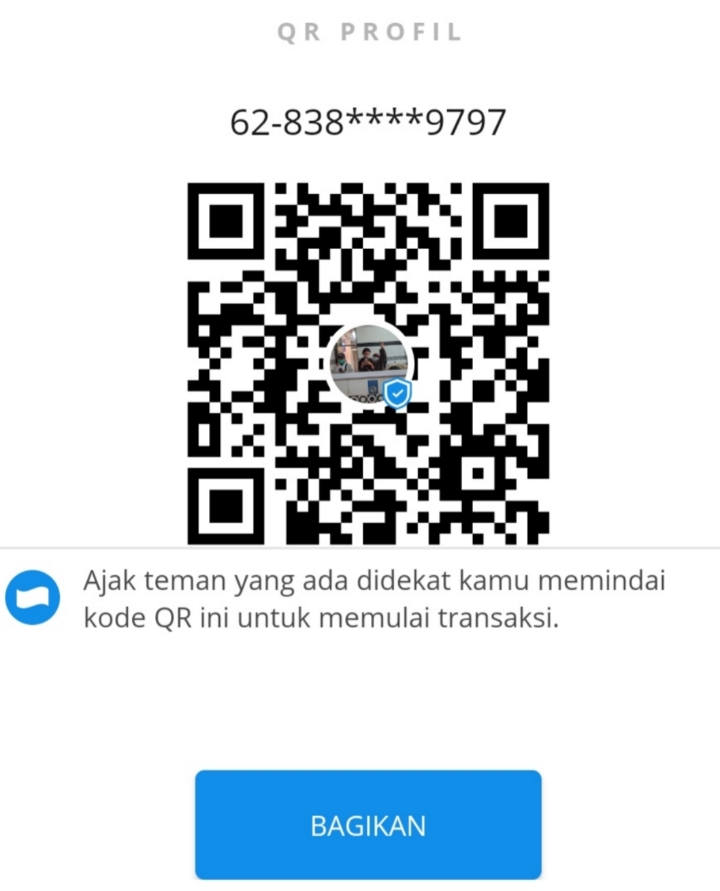 QR PROFIL
62-838****9797
Ajak teman yang ada didekat kamu memindai
kode QR ini untuk memulai transaksi.
BAGIKAN